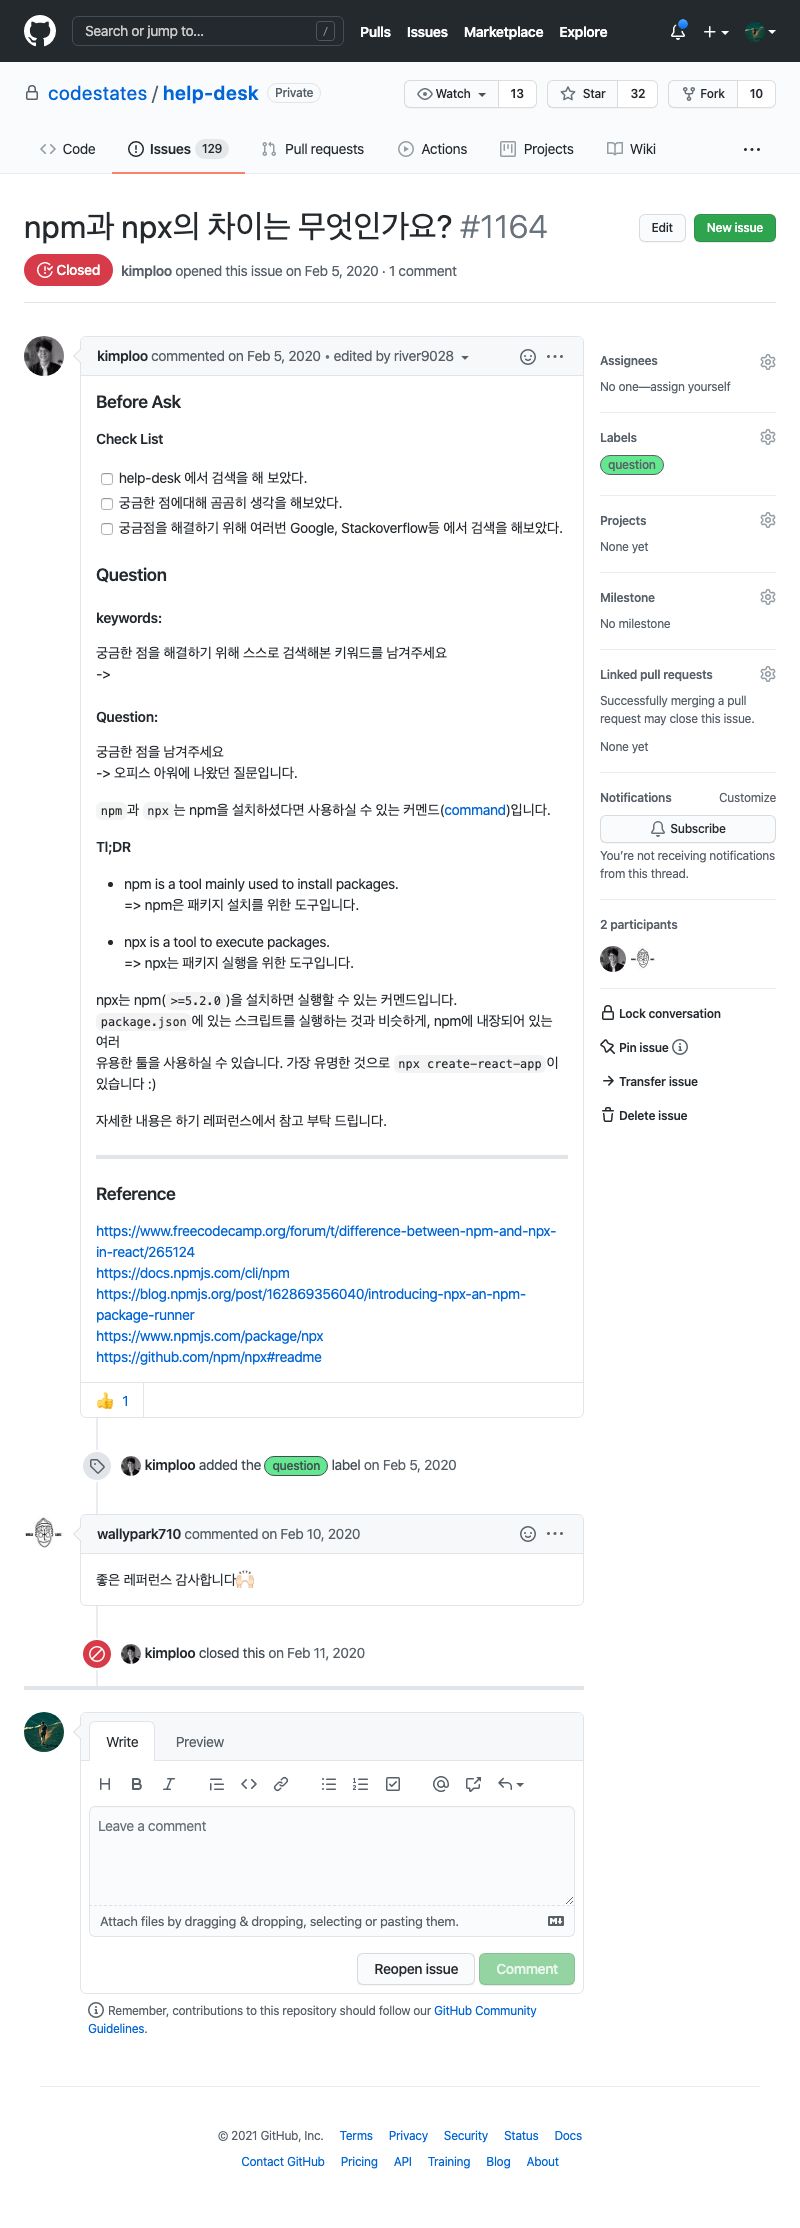 Search or jump to...
/
Pulls
Issues
Marketplace
Explore
codestates / help-desk
Private
Watch
13
Star
32
Fork
10
Code
Issues 129
Pull requests
Actions
Projects
Wiki
npm과 npx의 차이는 무엇인가요? #1164
Edit
New issue
Closed
kimploo opened this issue on Feb 5, 2020 · 1 comment
kimploo commented on Feb 5, 2020 • edited by river9028
Before Ask
Check List
help-desk 에서 검색을 해 보았다.
궁금한 점에대해 곰곰히 생각을 해보았다.
궁금점을 해결하기 위해 여러번 Google, Stackoverflow등 에서 검색을 해보았다.
Question
keywords:
궁금한 점을 해결하기 위해 스스로 검색해본 키워드를 남겨주세요
->
Question:
궁금한 점을 남겨주세요
-> 오피스 아워에 나왔던 질문입니다.
npm 과 npx 는 npm을 설치하셨다면 사용하실 수 있는 커멘드(command)입니다.
Tl;DR
• npm is a tool mainly used to install packages.
=> npm은 패키지 설치를 위한 도구입니다.
• npx is a tool to execute packages.
=> npx는 패키지 실행을 위한 도구입니다.
npx는 npm( >=5.2.0 )을 설치하면 실행할 수 있는 커멘드입니다.
package.json 에 있는 스크립트를 실행하는 것과 비슷하게, npm에 내장되어 있는
여러
유용한 툴을 사용하실 수 있습니다. 가장 유명한 것으로 npx create-react-app 이
있습니다 :)
자세한 내용은 하기 레퍼런스에서 참고 부탁 드립니다.
Reference
https://www.freecodecamp.org/forum/t/difference-between-npm-and-npx-
in-react/265124
https://docs.npmjs.com/cli/npm
https://blog.npmjs.org/post/162869356040/introducing-npx-an-npm-
package-runner
https://www.npmjs.com/package/npx
https://github.com/npm/npx#readme
👍 1
kimploo added the question label on Feb 5, 2020
wallypark710 commented on Feb 10, 2020
좋은 레퍼런스 감사합니다🙌🏻
kimploo closed this on Feb 11, 2020
Write
Preview
Leave a comment
Attach files by dragging & dropping, selecting or pasting them.
Reopen issue
Comment
Remember, contributions to this repository should follow our GitHub Community
Guidelines.
Assignees
No one—assign yourself
Labels
question
Projects
None yet
Milestone
No milestone
Linked pull requests
Successfully merging a pull
request may close this issue.
None yet
Notifications
Customize
Subscribe
You're not receiving notifications
from this thread.
2 participants
Lock conversation
Pin issue
Transfer issue
Delete issue
© 2021 GitHub, Inc.
Terms
Privacy
Security
Status
Docs
Contact GitHub
Pricing
API
Training
Blog
About